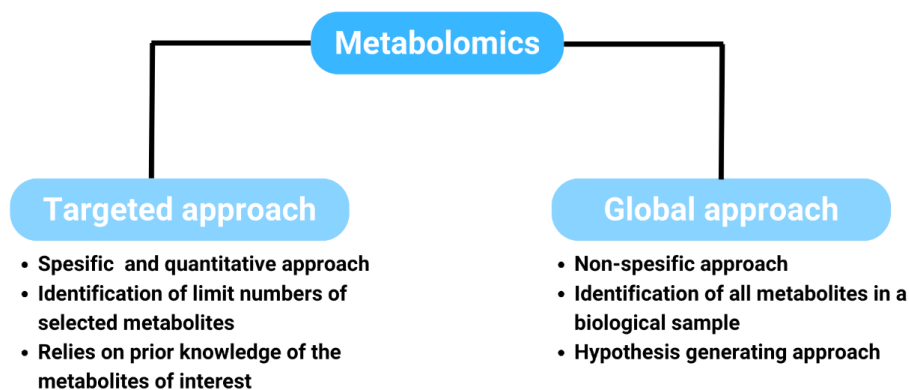 Metabolomics
Targeted approach
• Spesific and quantitative approach
• Identification of limit numbers of
selected metabolites
• Relies on prior knowledge of the
metabolites of interest
Global approach
• Non-spesific approach
• Identification of all metabolites in a
biological sample
• Hypothesis generating approach